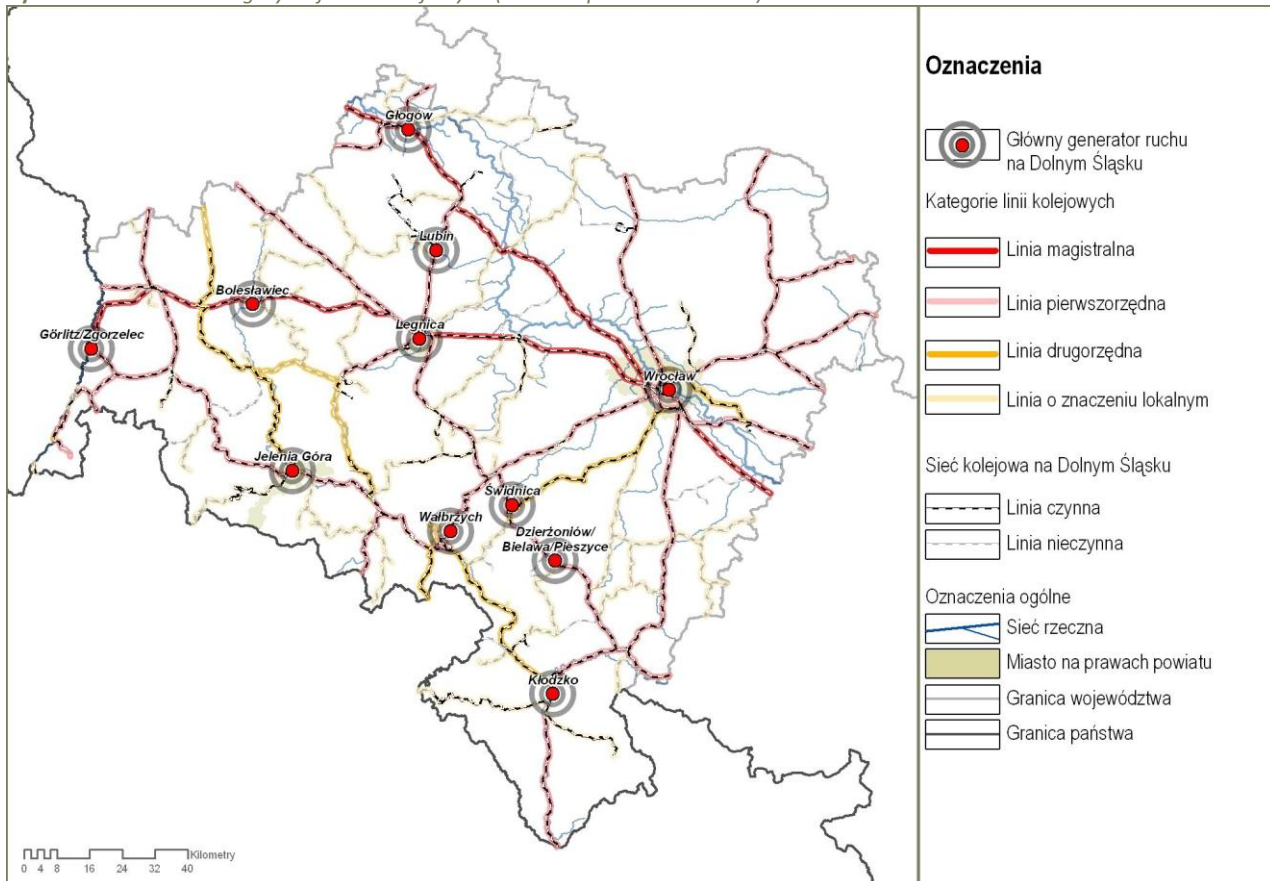 Głogów
Lubin
Bolesławiec
Legnica
Görlitz/Zgorzelec
Wrocław
Jelenia Góra
Świdnica
Wałbrzych
Dzierżoniów/
Bielawa/Pieszyce
Kłodzko
Kilometry
0 4 8 16 24 32 40
Oznaczenia
Główny generator ruchu
na Dolnym Śląsku
Kategorie linii kolejowych
Linia magistralna
Linia pierwszorzędna
Linia drugorzędna
Linia o znaczeniu lokalnym
Sieć kolejowa na Dolnym Śląsku
Linia czynna
Linia nieczynna
Oznaczenia ogólne
Sieć rzeczna
Miasto na prawach powiatu
Granica województwa
Granica państwa